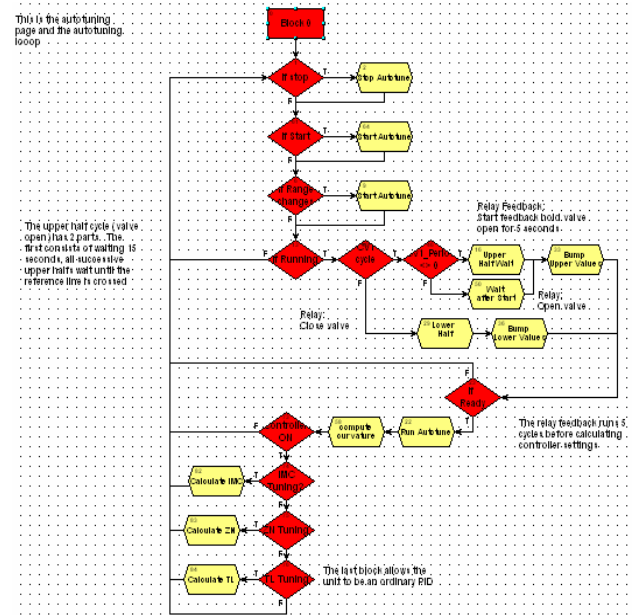 This is the autotuning
page and the autotuning
looop
Block 0
If stop
T
Stop Autotune
F
If Start
T
Start Autotune
F
If Range
changes
T
Start Autotune
F
The upper half cycle (valve
open) has 2 parts. The
first consists of waiting 15
seconds, all successive
upper halfs wait until the
reference line is crossed
F
If Running
T
cycle
T
<> 0
T
Upper
Half Wait
Bump
Upper Values
Relay Feedback:
Start feedback hold valve
open for 5 seconds
F
Wait
after Start
Relay:
Open valve
Relay:
Close valve
F
Lower
Half
Bump
Lower Values
F
If
Ready
T
The relay feedback runs 5
cycles before calculating
controller settings
Run Autotune
compute
curvature
F
ON
T
IMC
Tuning?
T
Calculate IMC
F
ZN Tuning
T
Calculate ZN
F
TL Tuning
T
Calculate TL
F
The last block allows the
unit to be an ordinary PID